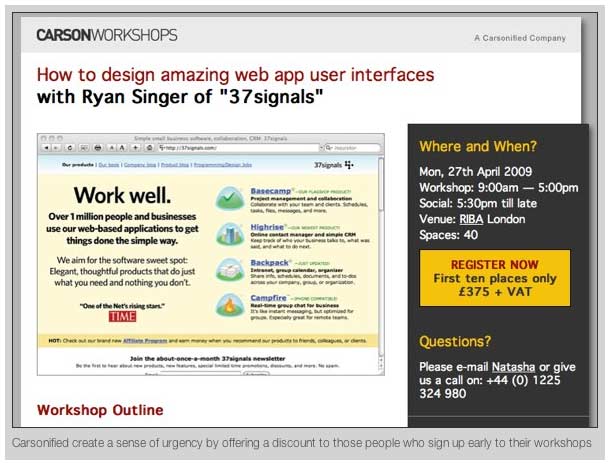 CARSONWORKSHOPS
A Carsonified Company
How to design amazing web app user interfaces
with Ryan Singer of "37signals"
Simple small business software, collaboration, CRM: 37signals
http://37signals.com/
Our products: Our book | Company blog | Product blog | Programming/Design Jobs
37signals
Work well.
Over 1 million people and businesses
use our web-based applications to get
things done the simple way.
We aim for the software sweet spot:
Elegant, thoughtful products that do just
what you need and nothing you don't.
"One of the Net's rising stars."
TIME
Basecamp —OUR FLAGSHIP PRODUCT!
Project management and collaboration
Collaborate with your team and clients. Schedules,
tasks, files, messages, and more.
Highrise —OUR NEWEST PRODUCT!
Online contact manager and simple CRM
Keep track of who your business talks to, what was
said, and what to do next.
Backpack —JUST UPDATED!
Intranet, group calendar, organizer
Share info, schedules, documents, and to-dos
across your company, group, or organization.
Campfire —IPHONE COMPATIBLE!
Real-time group chat for business
It's like instant messaging, but optimized for
groups. Especially great for remote teams.
HOT: Check out our brand new Affiliate Program and earn money when you recommend our products to friends, colleagues, or clients.
Join the about-once-a-month 37signals newsletter
Be the first to hear about new products, new features, special limited time promotions, discounts, and more.
Workshop Outline
Where and When?
Mon, 27th April 2009
Workshop: 9:00am — 5:00pm
Social: 5:30pm till late
Venue: RIBA London
Spaces: 40
REGISTER NOW
First ten places only
£375 + VAT
Questions?
Please e-mail Natasha or give
us a call on: +44 (0) 1225
324 980
Carsonified create a sense of urgency by offering a discount to those people who sign up early to their workshops